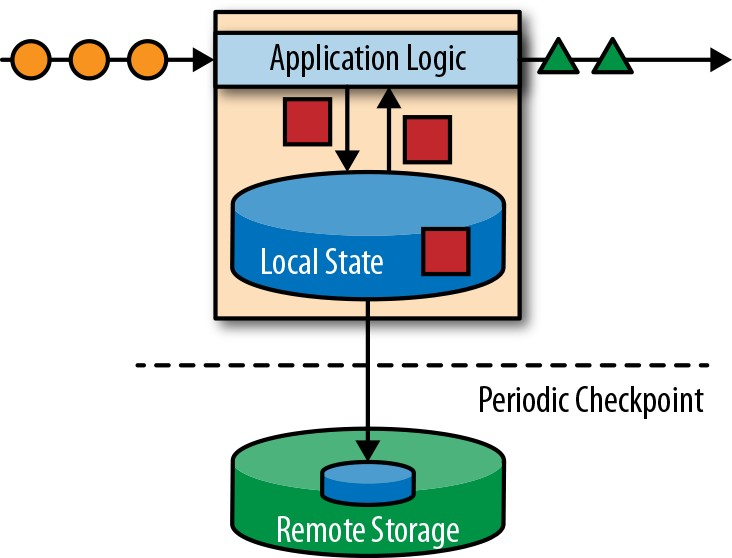 Application Logic
Local State
Periodic Checkpoint
Remote Storage